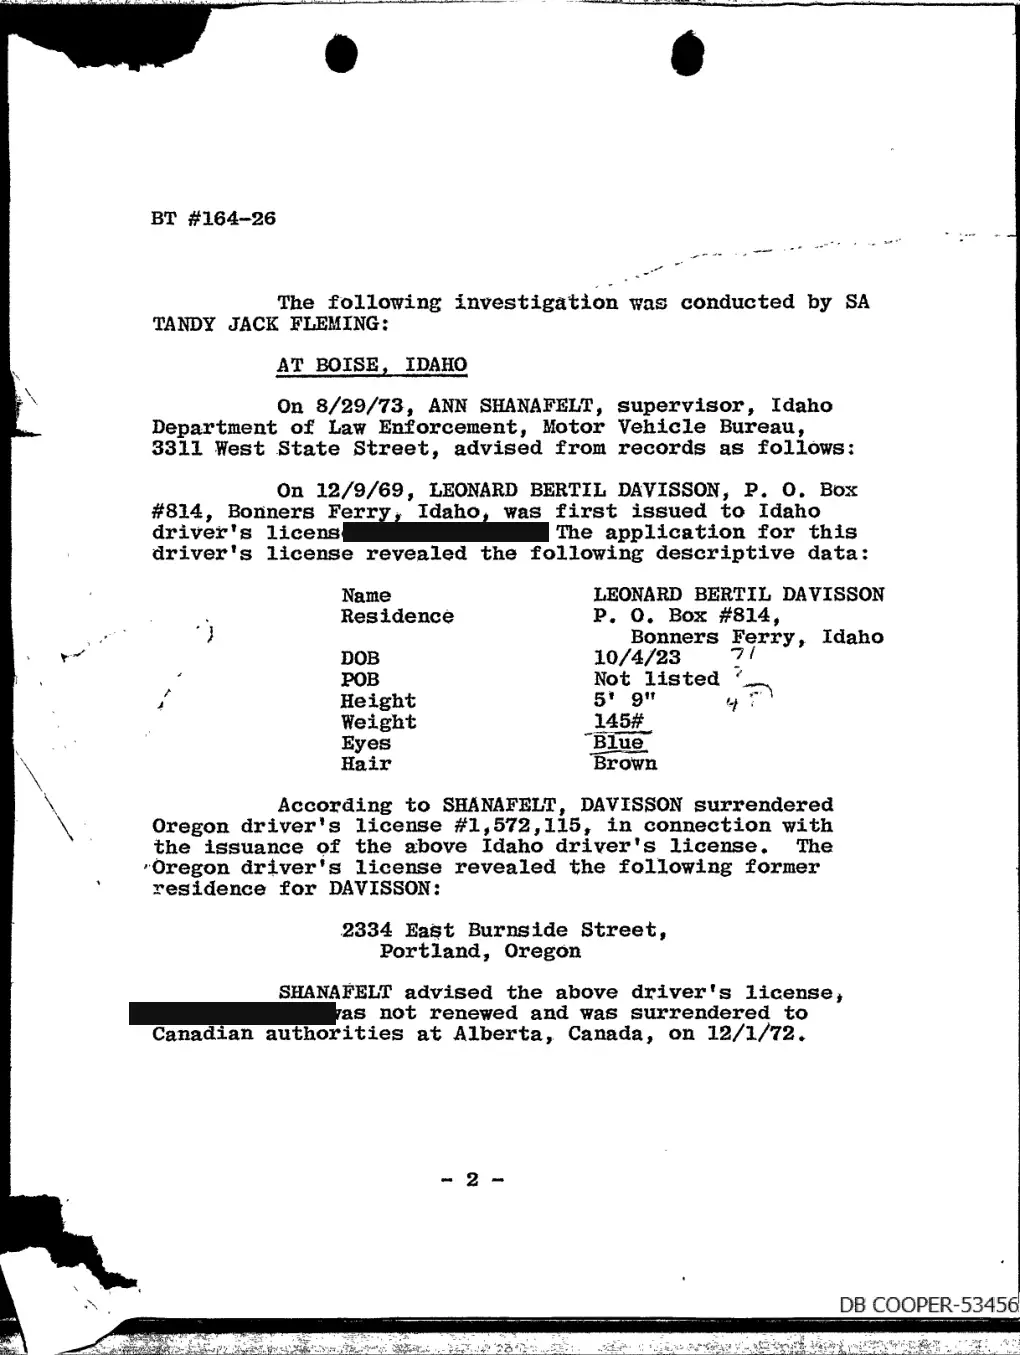 BT #164-26
The following investigation was conducted by SA
TANDY JACK FLEMING:
AT BOISE, IDAHO
On 8/29/73, ANN SHANAFELT, supervisor, Idaho
Department of Law Enforcement, Motor Vehicle Bureau,
3311 West State Street, advised from records as follows:
On 12/9/69, LEONARD BERTIL DAVISSON, P. O. Box
#814, Bonners Ferry, Idaho, was first issued to Idaho
driver's licens The application for this
driver's license revealed the following descriptive data:
Name LEONARD BERTIL DAVISSON
Residence P. O. Box #814,
Bonners Ferry, Idaho
DOB 10/4/23 71
POB Not listed
Height 5' 9"
Weight 145#
Eyes Blue
Hair Brown
According to SHANAFELT, DAVISSON surrendered
Oregon driver's license #1,572,115, in connection with
the issuance of the above Idaho driver's license. The
Oregon driver's license revealed the following former
residence for DAVISSON:
2334 East Burnside Street,
Portland, Oregon
SHANAFELT advised the above driver's license,
was not renewed and was surrendered to
Canadian authorities at Alberta, Canada, on 12/1/72.
- 2 -
DB COOPER-53456